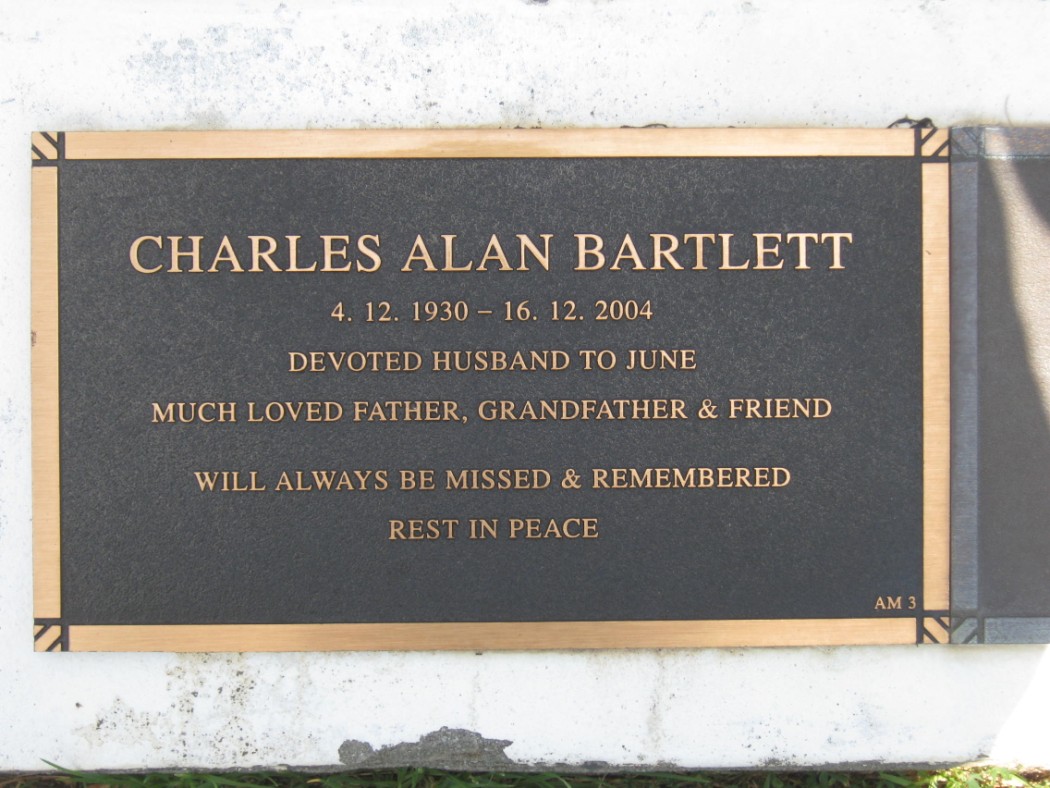 CHARLES ALAN BARTLETT
4. 12. 1930 – 16. 12. 2004
DEVOTED HUSBAND TO JUNE
MUCH LOVED FATHER, GRANDFATHER & FRIEND
WILL ALWAYS BE MISSED & REMEMBERED
REST IN PEACE
AM 3